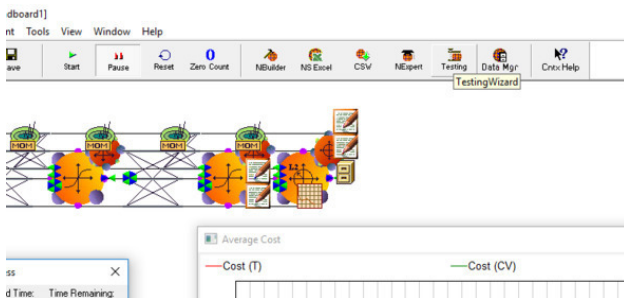 dboard1]
nt Tools View Window Help
ave Start Pause Reset Zero Count NBuilder NS Excel CSV NExpert Testing Data Mgr Cntx Help
TestingWizard
MOM MOM MOM MOM
L2
Average Cost
ss
Cost (T) Cost (CV)
d Time: Time Remaining: